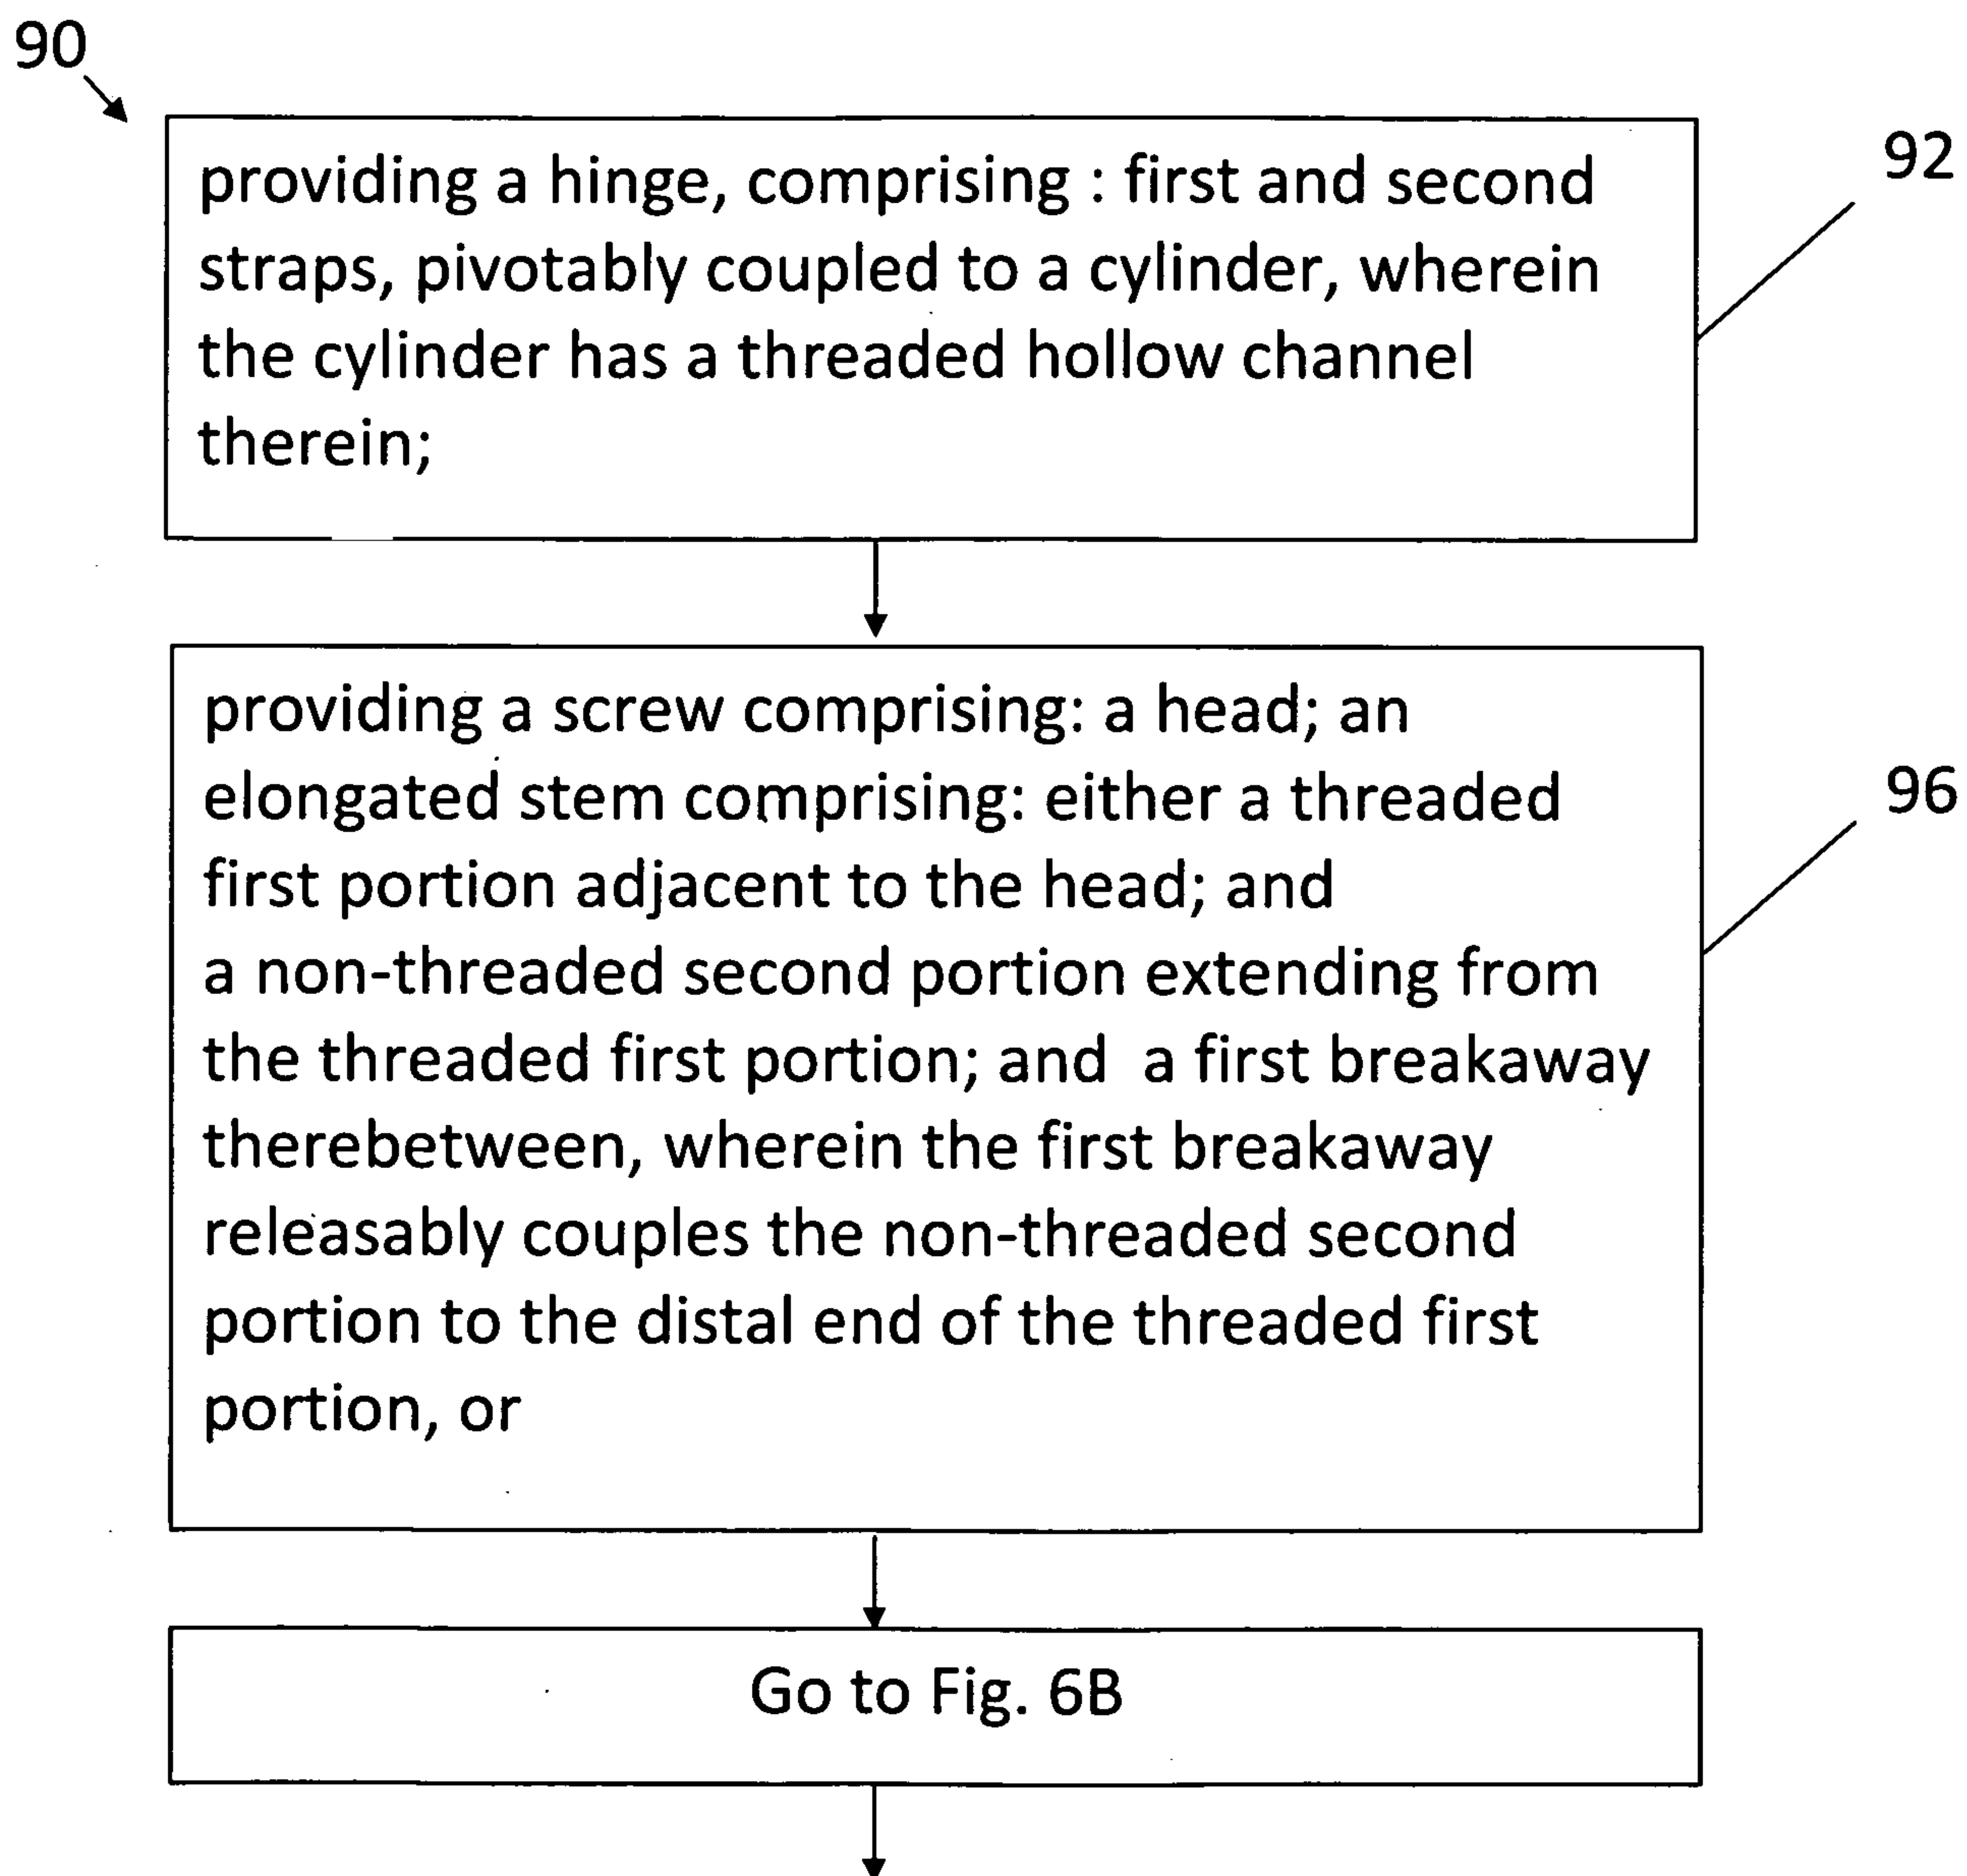 90
providing a hinge, comprising : first and second
92
straps, pivotably coupled to a cylinder, wherein
the cylinder has a threaded hollow channel
therein;
providing a screw comprising: a head; an
elongated stem comprising: either a threaded
96
first portion adjacent to the head; and
a non-threaded second portion extending from
the threaded first portion; and a first breakaway
therebetween, wherein the first breakaway
releasably couples the non-threaded second
portion to the distal end of the threaded first
portion, or
Go to Fig. 6B